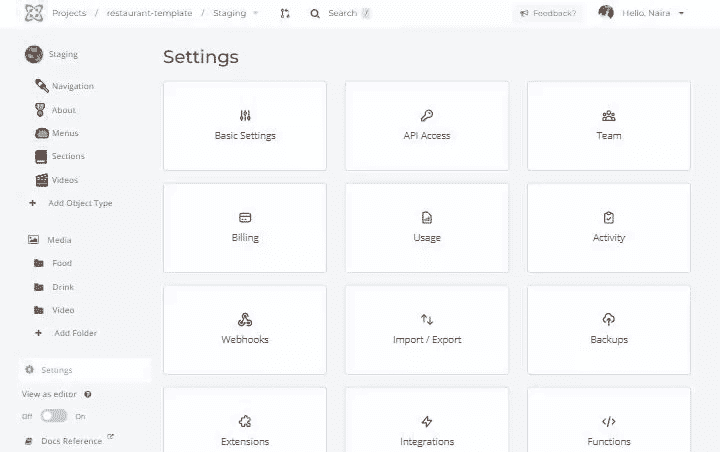 Projects / restaurant-template / Staging Search / Feedback? Hello, Naira
Staging
Navigation
About
Menus
Sections
Videos
+ Add Object Type
Media
Food
Drink
Video
+ Add Folder
Settings
View as editor ?
Off On
Docs Reference
Settings
Basic Settings
API Access
Team
Billing
Usage
Activity
Webhooks
Import / Export
Backups
Extensions
Integrations
Functions